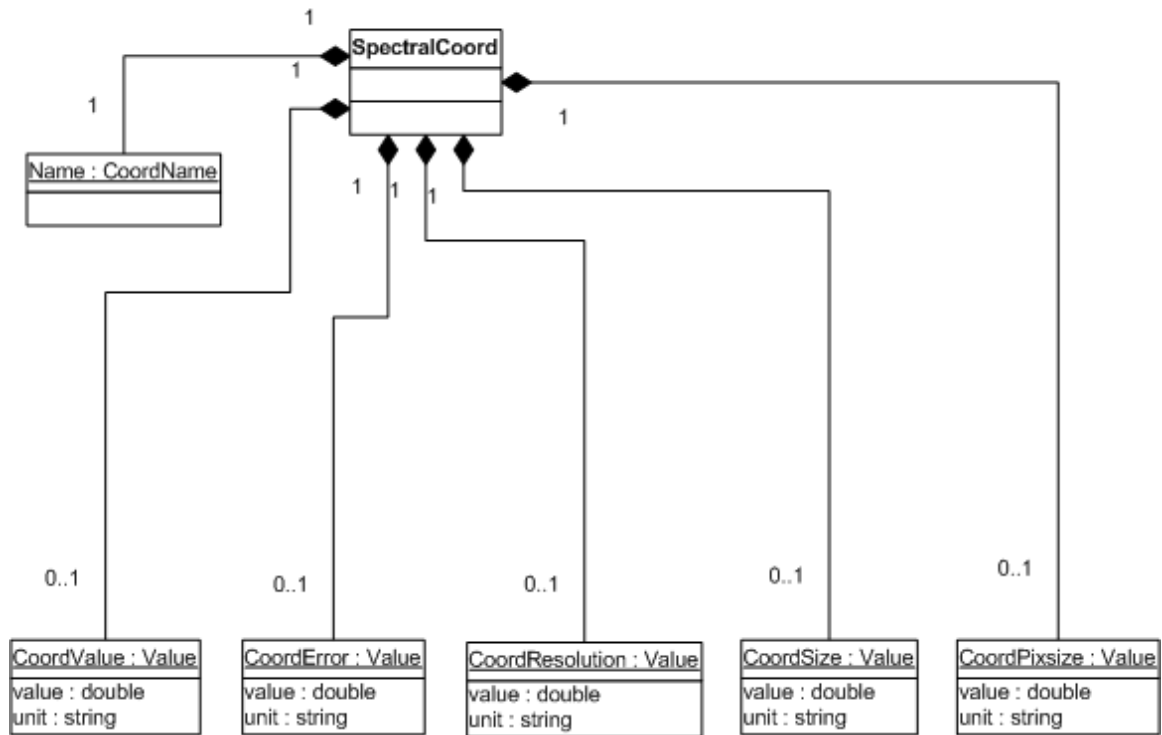 1
SpectralCoord
1
1
1
Name : CoordName
1
1
1
0..1
0..1
0..1
0..1
0..1
CoordValue : Value
value : double
unit : string
CoordError : Value
value : double
unit : string
CoordResolution : Value
value : double
unit : string
CoordSize : Value
value : double
unit : string
CoordPixsize : Value
value : double
unit : string